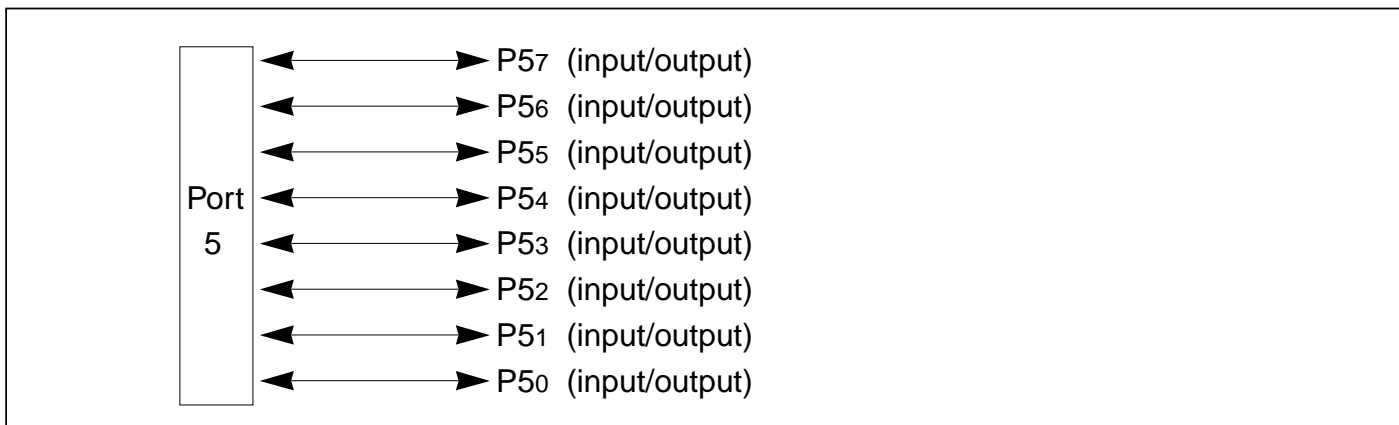 P57 (input/output)
P56 (input/output)
P55 (input/output)
Port
P54 (input/output)
5
P53 (input/output)
P52 (input/output)
P51 (input/output)
P50 (input/output)